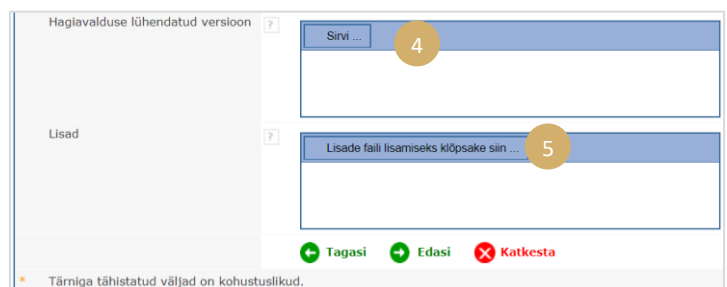 Hagiavalduse lühendatud versioon ? Sirvi ... 4
Lisad ? Lisade faili lisamiseks klõpsake siin ... 5
Tagasi Edasi Katkesta
* Tärniga tähistatud väljad on kohustuslikud.